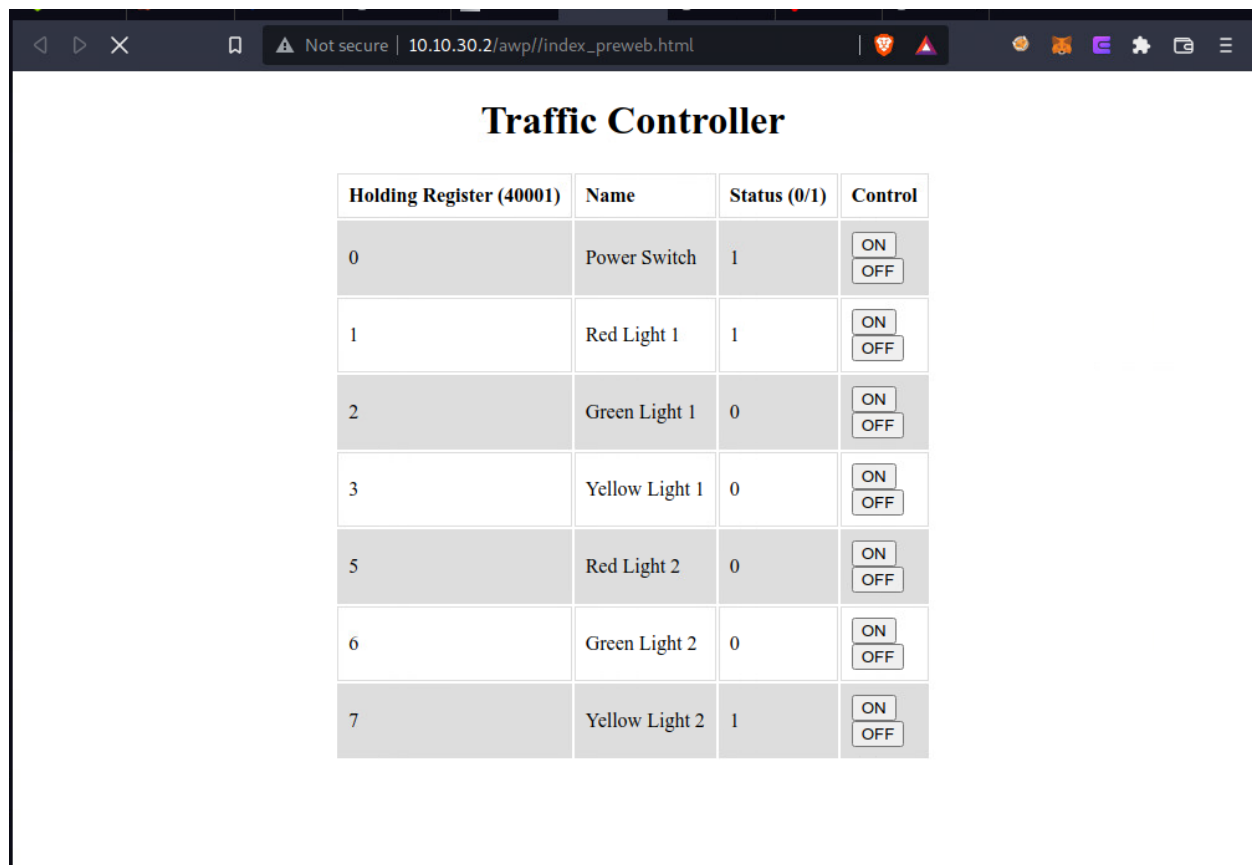 Not secure | 10.10.30.2/awp//index_preweb.html
Traffic Controller
Holding Register (40001) Name Status (0/1) Control
0 Power Switch 1 ON
OFF
1 Red Light 1 1 ON
OFF
2 Green Light 1 0 ON
OFF
3 Yellow Light 1 0 ON
OFF
5 Red Light 2 0 ON
OFF
6 Green Light 2 0 ON
OFF
7 Yellow Light 2 1 ON
OFF